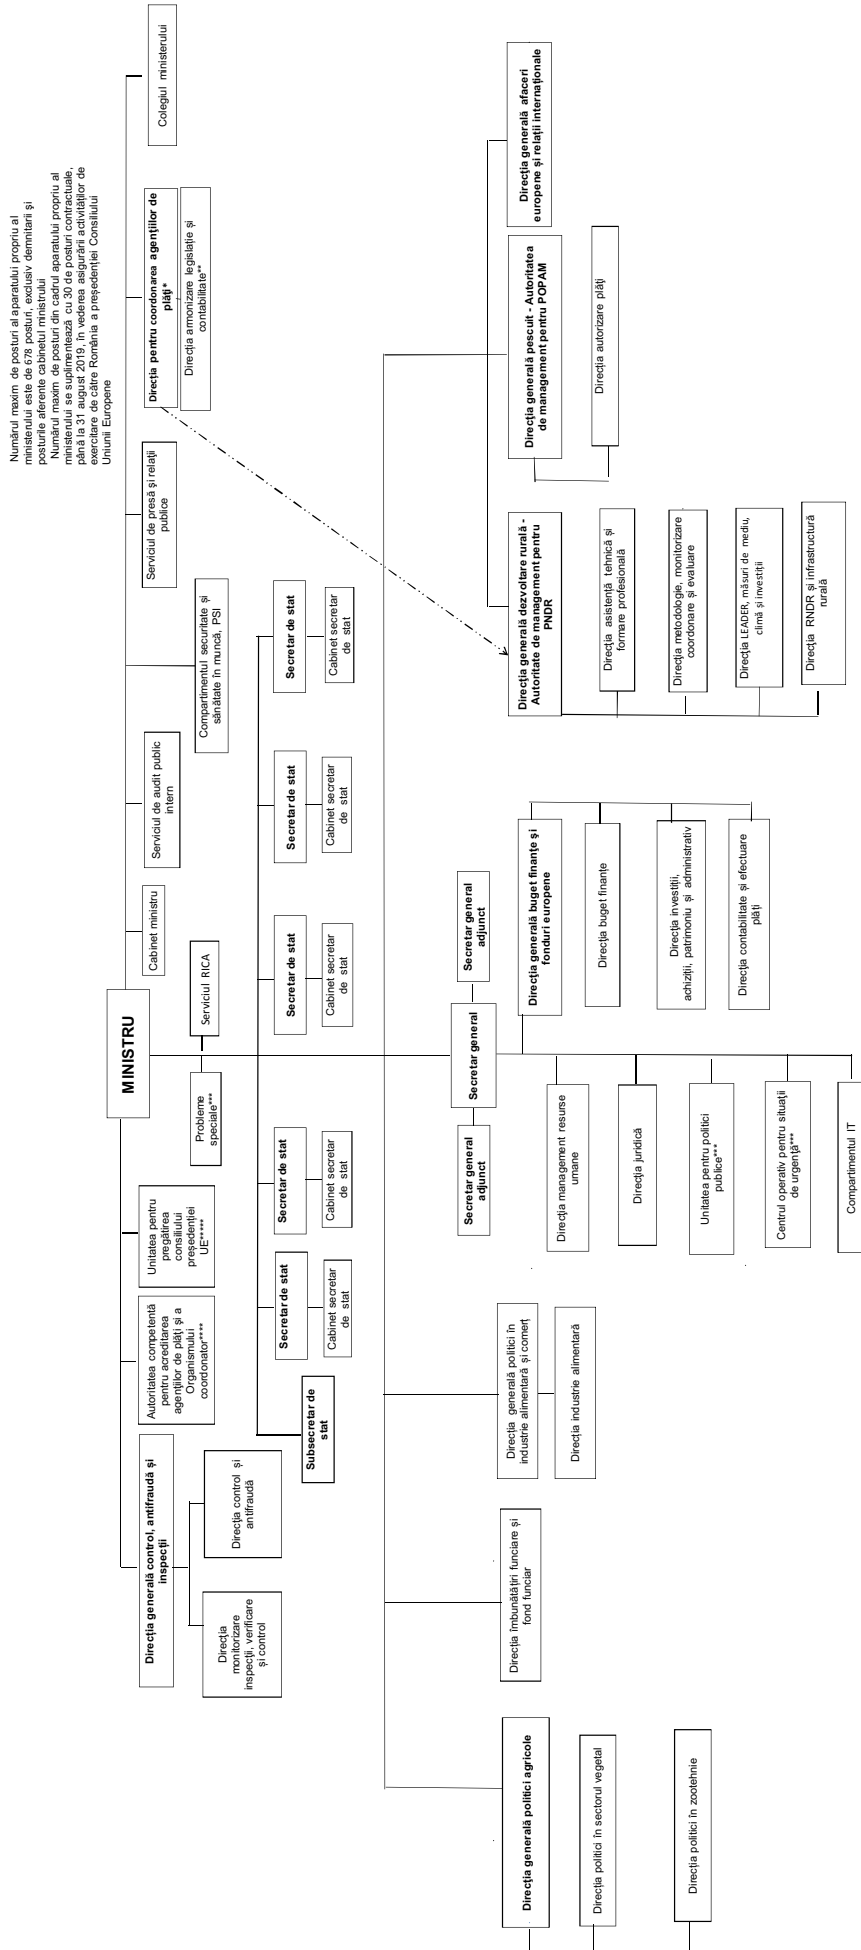 Numărul maxim de posturi al aparatului propriu al
ministerului este de 678 posturi, exclusiv demnitarii şi
posturile aferente cabinetul ministrului
Numărul maxim de posturi din cadrul aparatului propriu al
ministerului se suplimentează cu 30 de posturi contractuale,
până la 31 august 2019, în vederea asigurării activităţilor de
exercitare de către România a preşedenţiei Consiliului
Uniunii Europene
MINISTRU
Direcţia generală control, antifraudă şi
inspecţii
Autoritatea competentă
pentru acreditarea
agenţiilor de plăţi şi a
Organismului
coordonator****
Unitatea pentru
pregătirea
consiliului
preşedenţiei
UE*****
Cabinet ministru
Serviciul de audit public
intern
Compartimentul securitate şi
sănătate în muncă, PSI
Serviciul de presă şi relaţii
publice
Direcţia pentru coordonarea agenţiilor de
plăţi*
Direcţia armonizare legislaţie şi
contabilitate**
Colegiul ministerului
Direcţia
monitorizare
inspecţii, verificare
şi control
Direcţia control şi
antifraudă
Probleme
speciale***
Serviciul RICA
Subsecretar de
stat
Secretar de stat
Cabinet secretar
de stat
Secretar de stat
Cabinet secretar
de stat
Secretar de stat
Cabinet secretar
de stat
Secretar de stat
Cabinet secretar
de stat
Secretar de stat
Cabinet secretar
de stat
Secretar general
adjunct
Secretar general
Secretar general
adjunct
Direcţia generală politici agricole
Direcţia politici în sectorul vegetal
Direcţia politici în zootehnie
Direcţia îmbunătăţiri funciare şi
fond funciar
Direcţia generală politici în
industrie alimentară şi comerţ
Direcţia industrie alimentară
Direcţia management resurse
umane
Direcţia juridică
Unitatea pentru politici
publice***
Centrul operativ pentru situaţii
de urgenţă***
Compartimentul IT
Direcţia generală buget finanţe şi
fonduri europene
Direcţia buget finanţe
Direcţia investiţii,
achiziţii, patrimoniu şi administrativ
Direcţia contabilitate şi efectuare
plăţi
Direcţia generală dezvoltare rurală -
Autoritate de management pentru
PNDR
Direcţia asistenţă tehnică şi
formare profesională
Direcţia metodologie, monitorizare
coordonare şi evaluare
Direcţia LEADER, măsuri de mediu,
climă şi investiţii
Direcţia RNDR şi infrastructură
rurală
Direcţia generală pescuit - Autoritatea
de management pentru POPAM
Direcţia autorizare plăţi
Direcţia generală afaceri
europene şi relaţii internaţionale